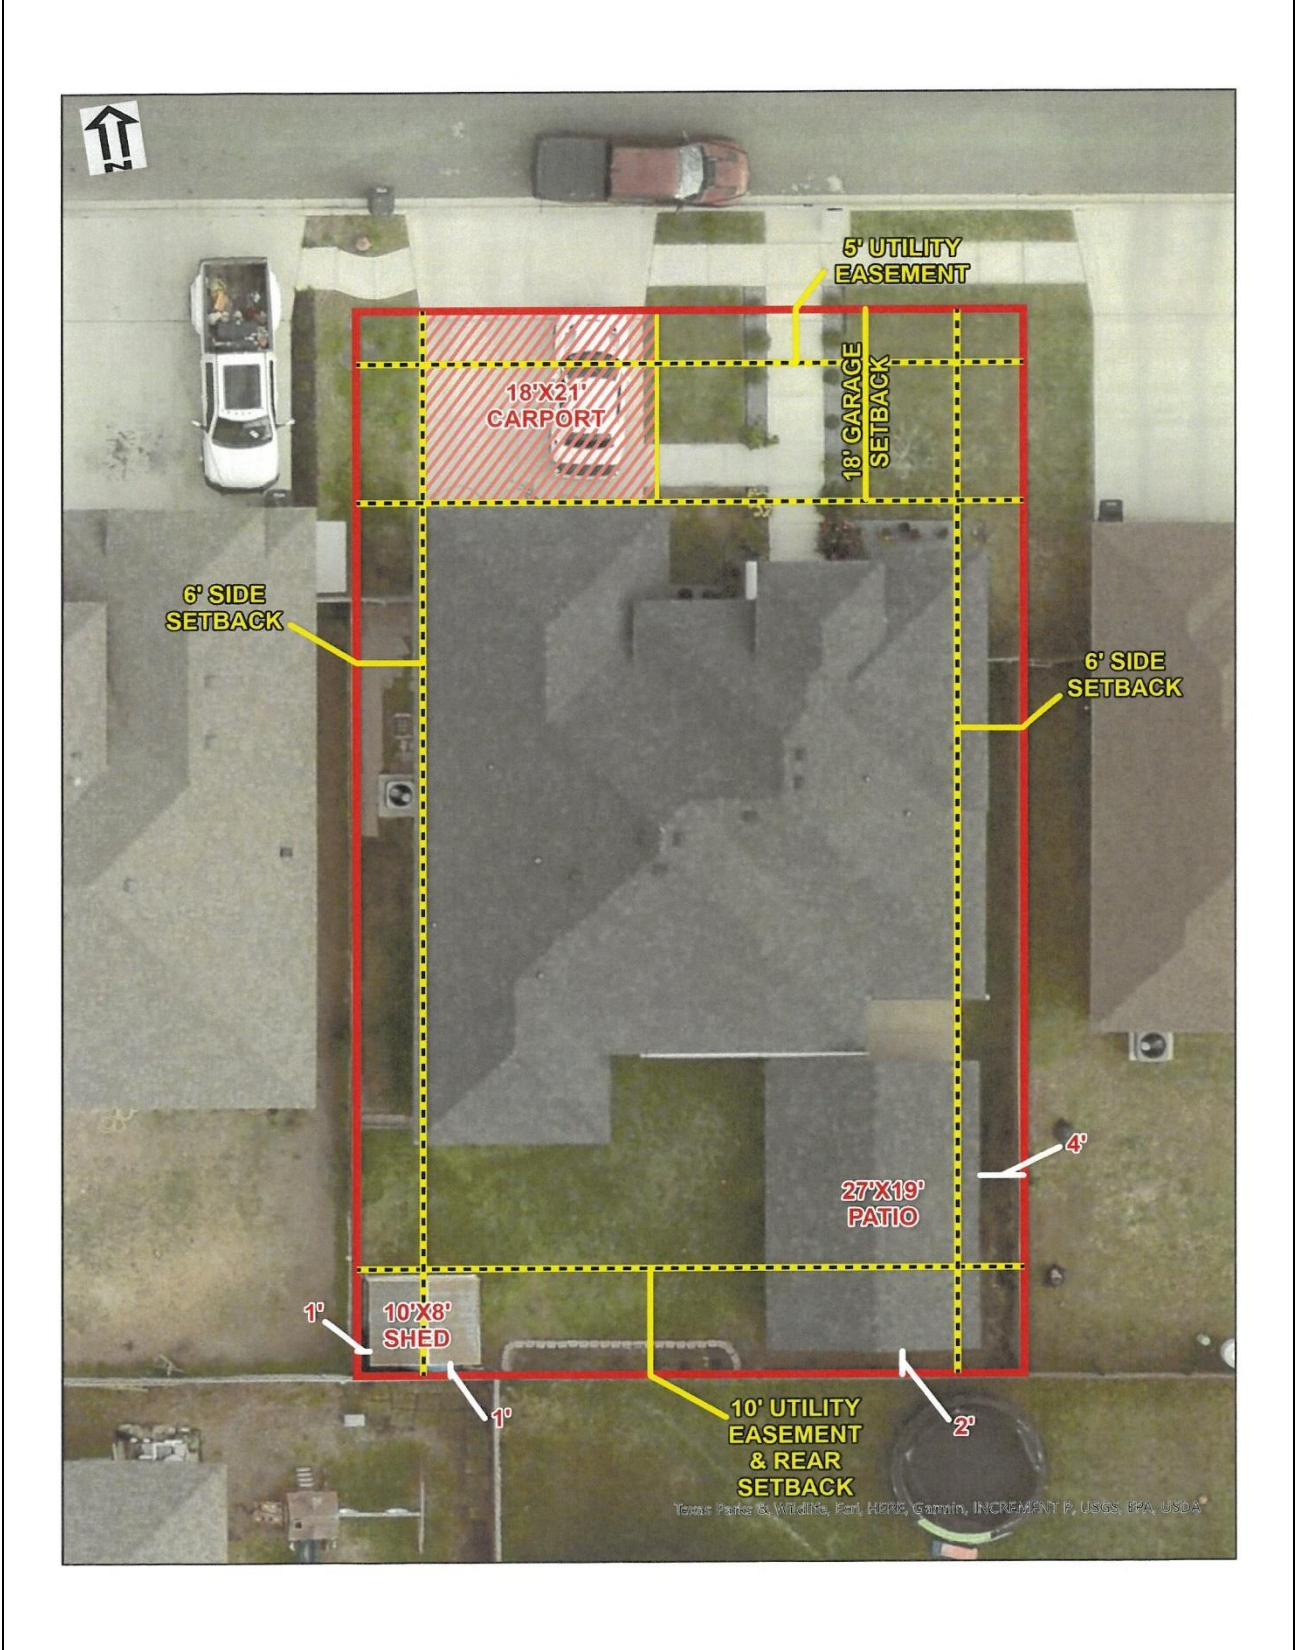 N
5' UTILITY
EASEMENT
18'X21'
CARPORT
18' GARAGE
SETBACK
6' SIDE
SETBACK
6' SIDE
SETBACK
4'
27'X19'
PATIO
1'
10'X8'
SHED
1'
2'
10' UTILITY
EASEMENT
& REAR
SETBACK
Texas Parks & Wildlife, Esri, HERE, Garmin, INCREMENT P, USGS, EPA, USDA